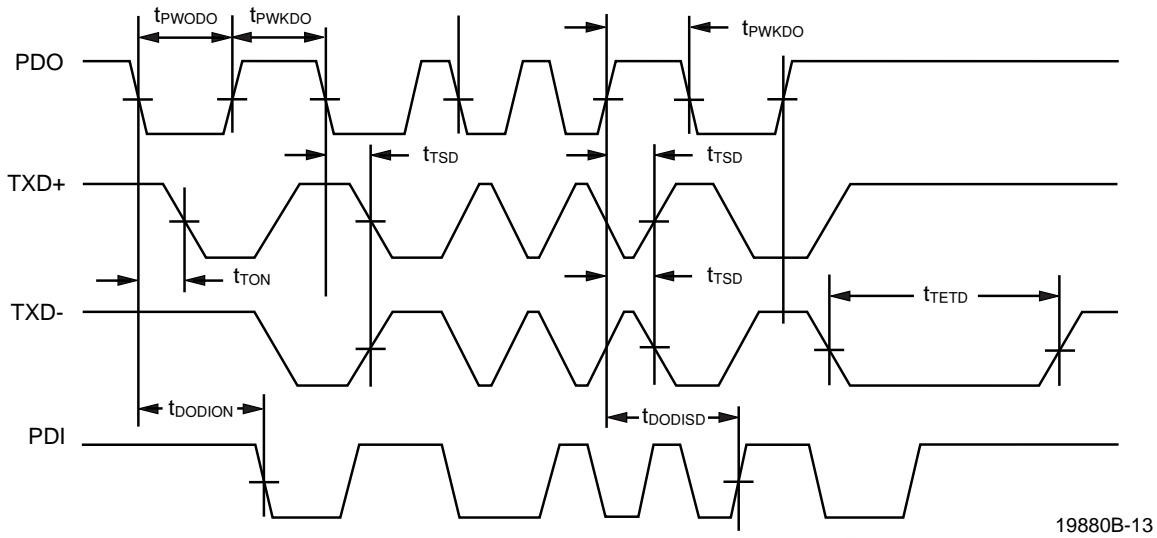 tPWODO tPWKDO tPWKDO
PDO
tTSD tTSD
TXD+
tTON tTSD
TXD- tTETD
tDODION tDODISD
PDI
19880B-13